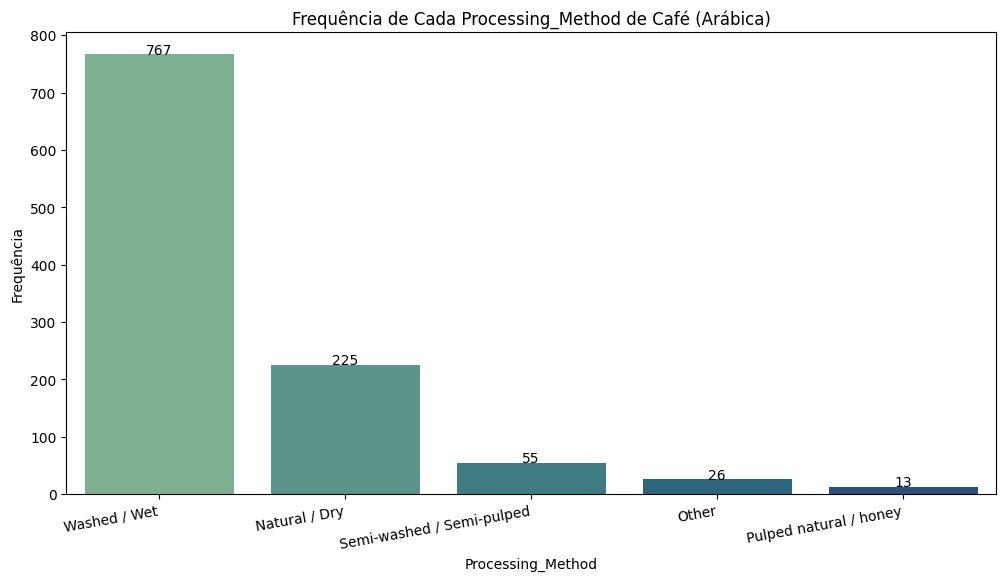 Frequência de Cada Processing_Method de Café (Arábica)
Frequência
800
700
600
500
400
300
200
100
0
767
225
55
26
13
Washed / Wet
Natural / Dry
Semi-washed / Semi-pulped
Other
Pulped natural / honey
Processing_Method